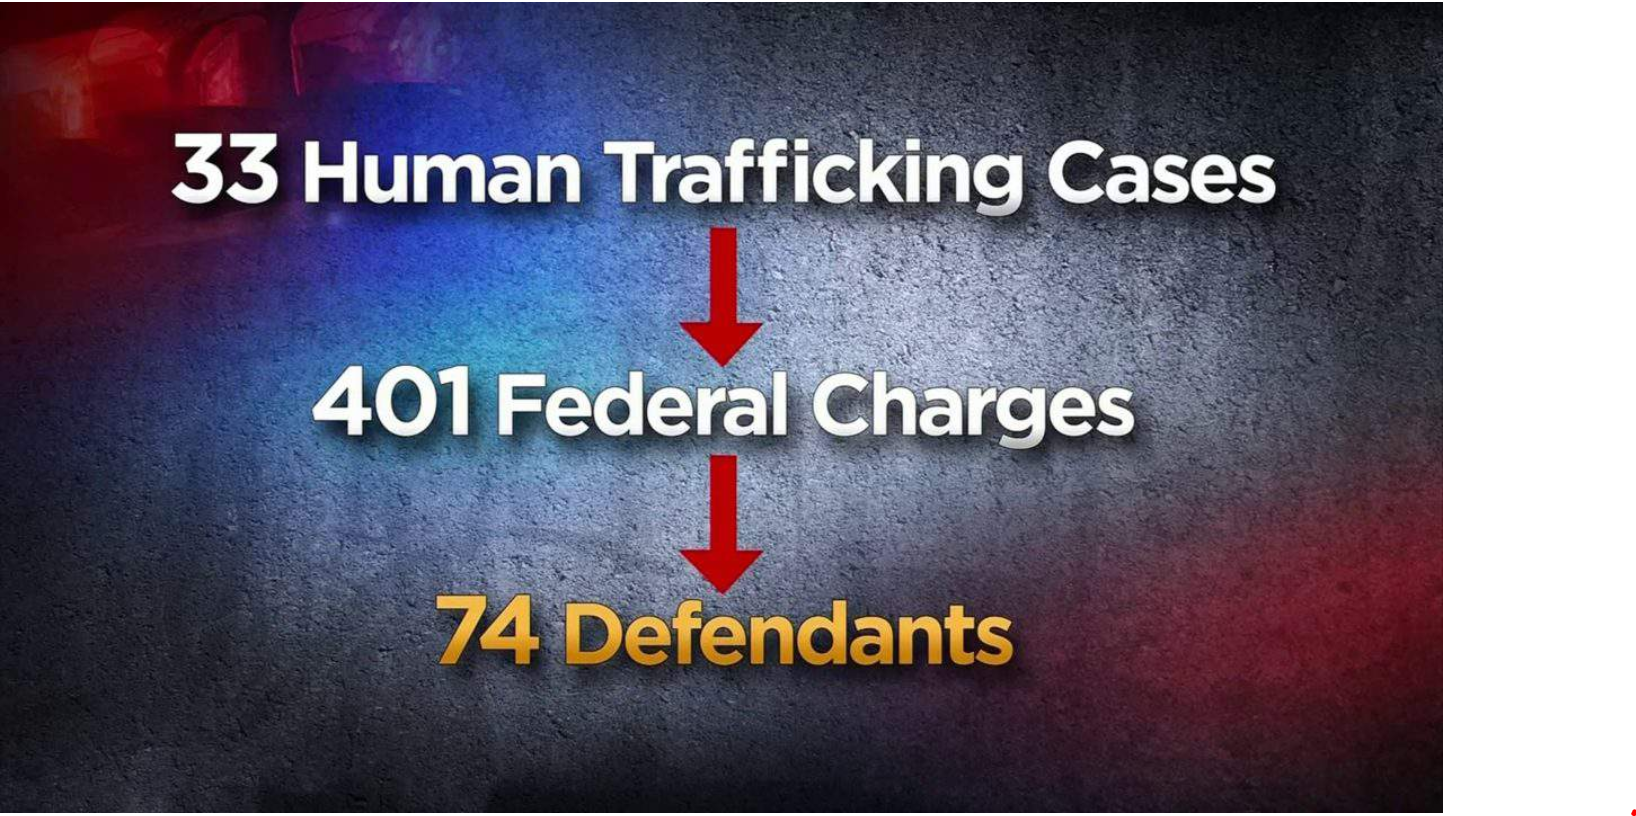 33 Human Trafficking Cases
401 Federal Charges
74 Defendants